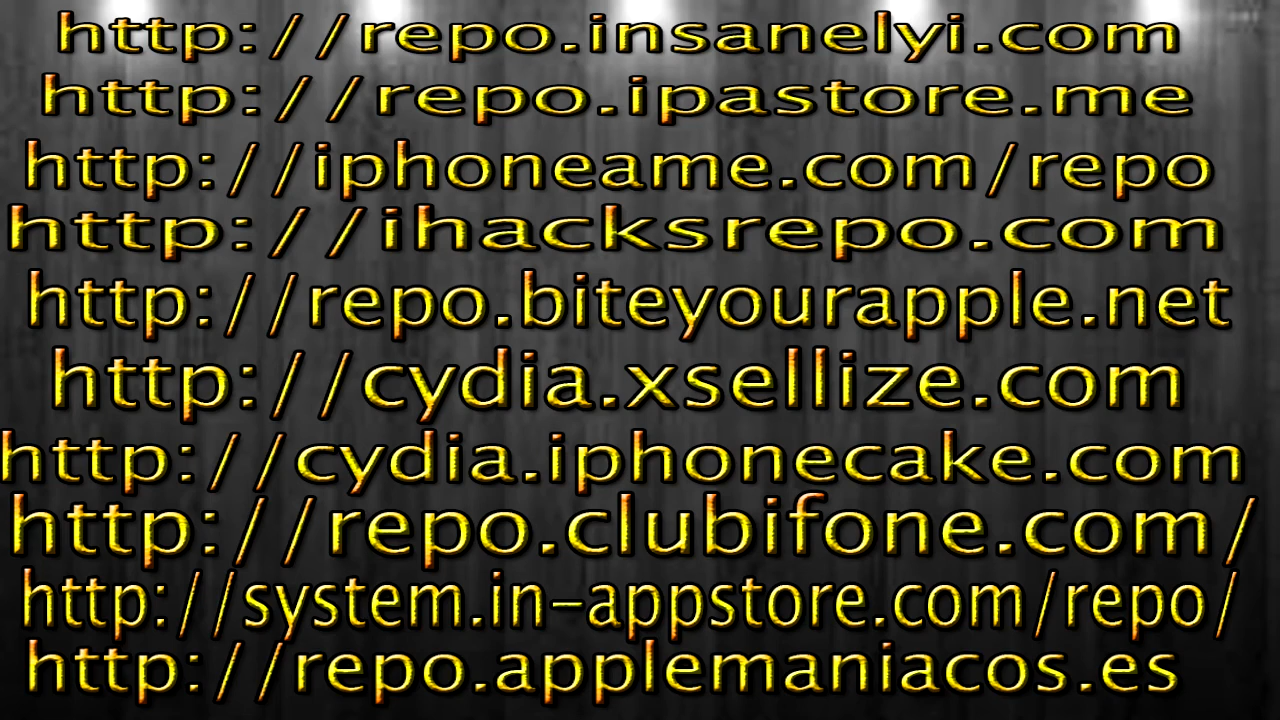 http://repo.insanelyi.com
http://repo.ipastore.me
http://iphoneame.com/repo
http://ihacksrepo.com
http://repo.biteyourapple.net
http://cydia.xsellize.com
http://cydia.iphonecake.com
http://repo.clubifone.com/
http://system.in-appstore.com/repo/
http://repo.applemaniacos.es